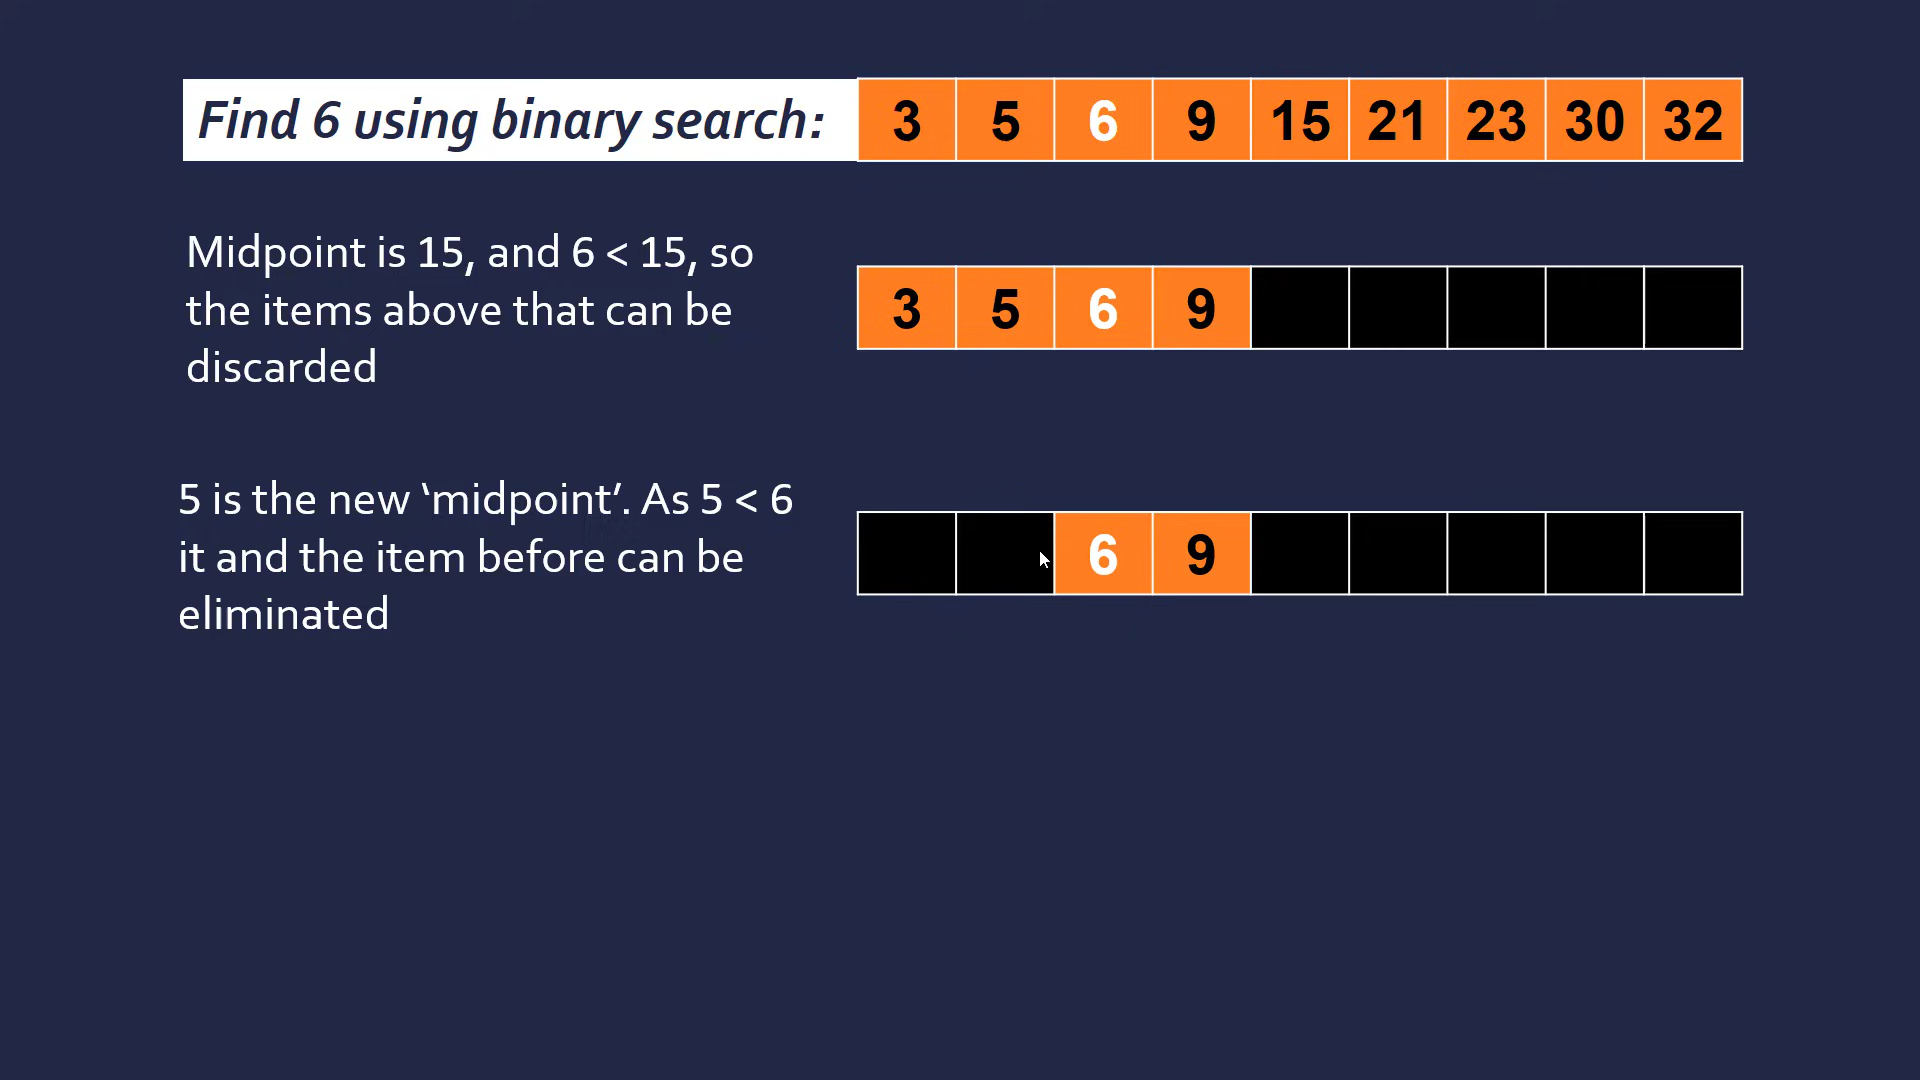 Find 6 using binary search: 3 5 6 9 15 21 23 30 32
Midpoint is 15, and 6 < 15, so
the items above that can be
discarded
3 5 6 9
5 is the new ‘midpoint’. As 5 < 6
it and the item before can be
eliminated
6 9